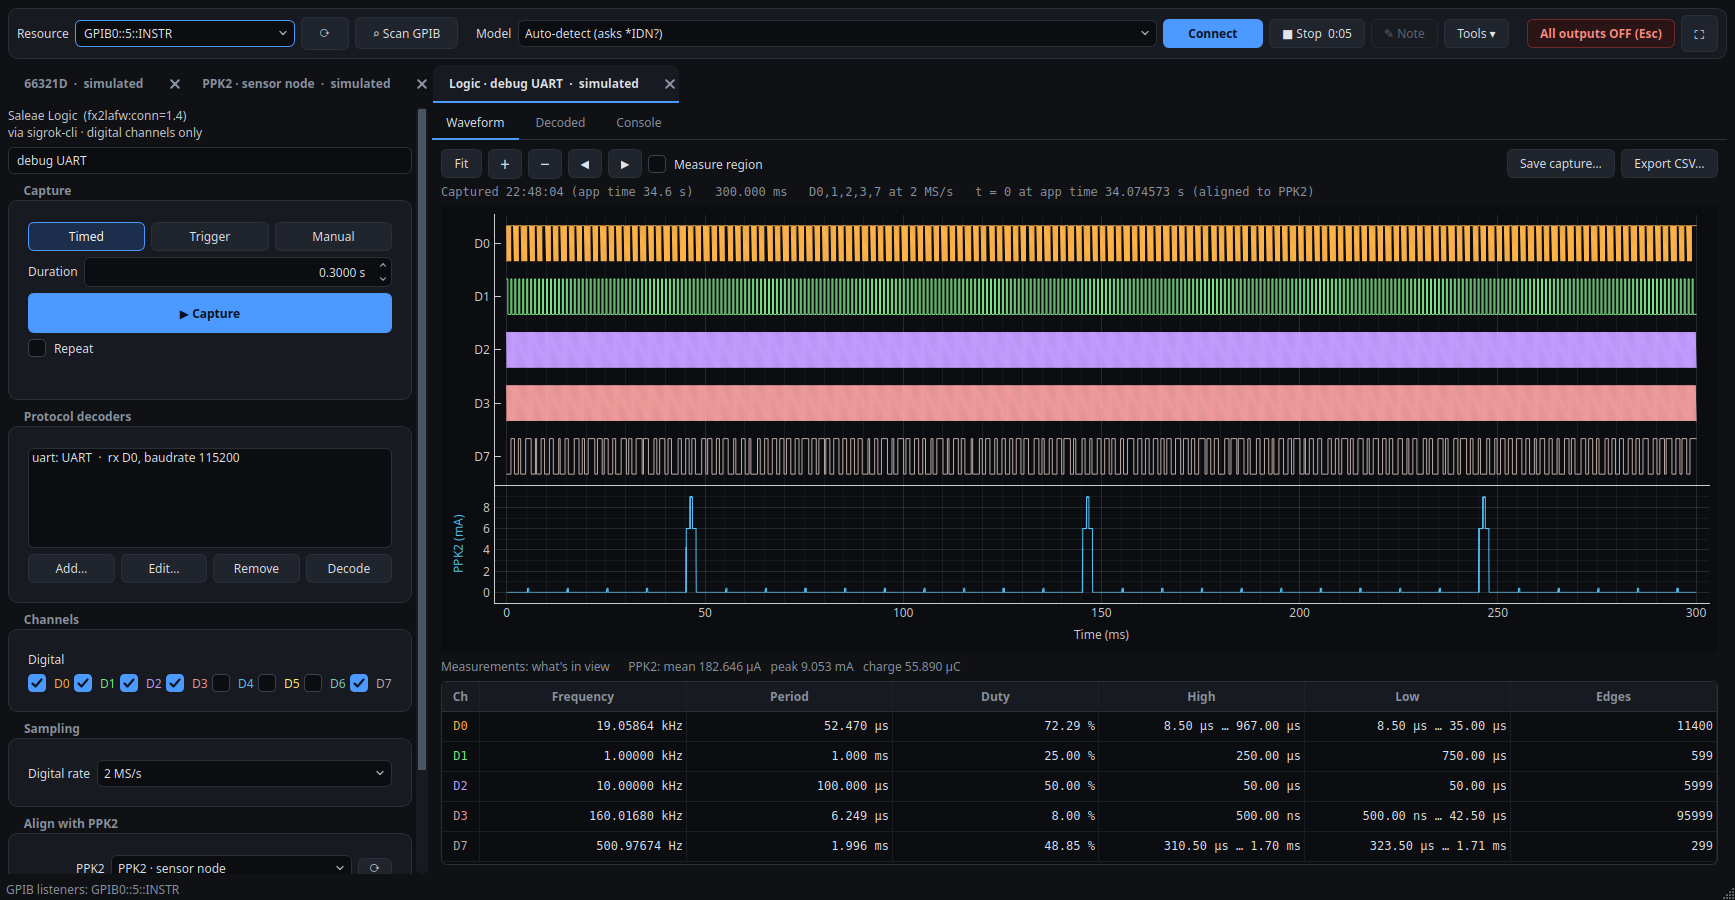 Resource GPIB0::5::INSTR ⟳ ⌕ Scan GPIB Model Auto-detect (asks *IDN?) Connect ■ Stop 0:05 ✎ Note Tools ▾ All outputs OFF (Esc) ⛶
66321D · simulated ✕ PPK2 · sensor node · simulated ✕ Logic · debug UART · simulated ✕
Saleae Logic (fx2lafw:conn=1.4)
via sigrok-cli · digital channels only
debug UART
Capture
Timed Trigger Manual
Duration 0.3000 s
▶ Capture
Repeat
Protocol decoders
uart: UART · rx D0, baudrate 115200
Add... Edit... Remove Decode
Channels
Digital
D0 D1 D2 D3 D4 D5 D6 D7
Sampling
Digital rate 2 MS/s
Align with PPK2
PPK2 PPK2 · sensor node ⟳
Waveform Decoded Console
Fit + − ◀ ▶ Measure region Save capture... Export CSV...
Captured 22:48:04 (app time 34.6 s) 300.000 ms D0,1,2,3,7 at 2 MS/s t = 0 at app time 34.074573 s (aligned to PPK2)
D0
D1
D2
D3
D7
PPK2 (mA)
8
6
4
2
0
0 50 100 150 200 250 300
Time (ms)
Measurements: what's in view PPK2: mean 182.646 µA peak 9.053 mA charge 55.890 µC
Ch Frequency Period Duty High Low Edges
D0 19.05864 kHz 52.470 µs 72.29 % 8.50 µs … 967.00 µs 8.50 µs … 35.00 µs 11400
D1 1.00000 kHz 1.000 ms 25.00 % 250.00 µs 750.00 µs 599
D2 10.00000 kHz 100.000 µs 50.00 % 50.00 µs 50.00 µs 5999
D3 160.01680 kHz 6.249 µs 8.00 % 500.00 ns 500.00 ns … 42.50 µs 95999
D7 500.97674 Hz 1.996 ms 48.85 % 310.50 µs … 1.70 ms 323.50 µs … 1.71 ms 299
GPIB listeners: GPIB0::5::INSTR